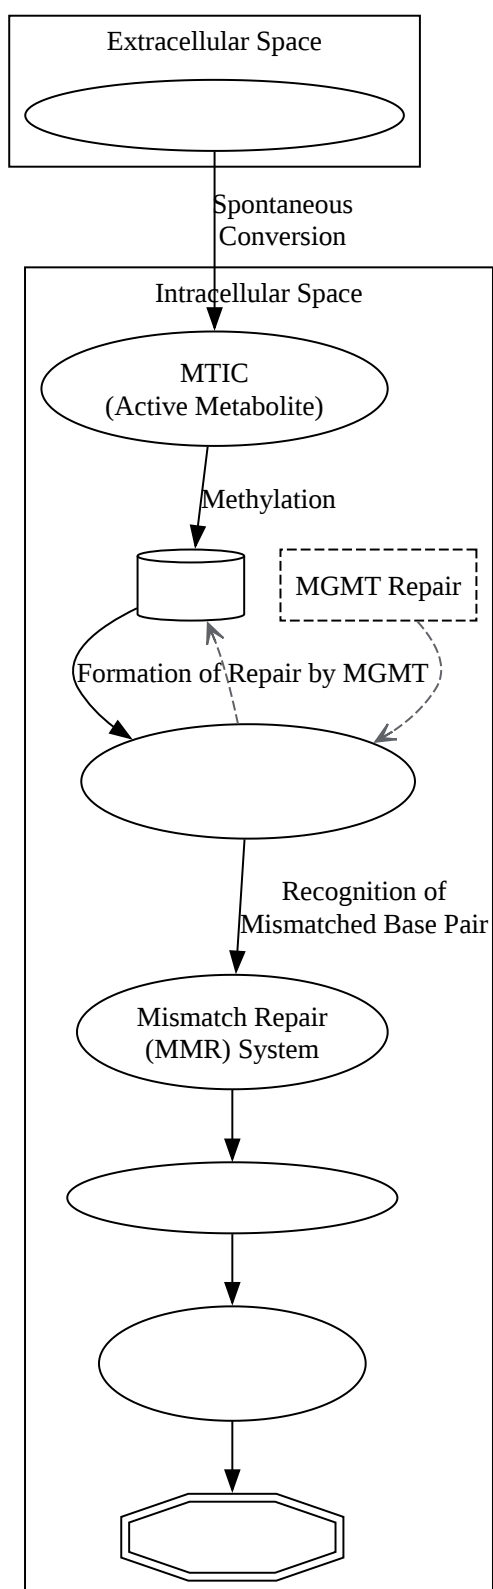 Extracellular Space
Spontaneous
Conversion
Intracellular Space
MTIC
(Active Metabolite)
Methylation
MGMT Repair
Formation of
Repair by MGMT
Recognition of
Mismatched Base Pair
Mismatch Repair
(MMR) System